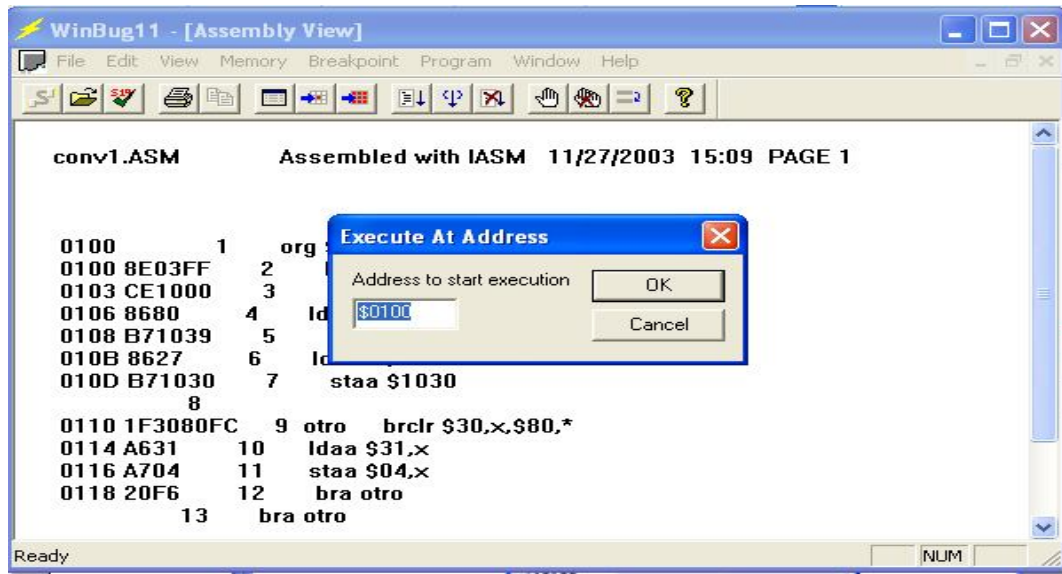 WinBug11 - [Assembly View]
File Edit View Memory Breakpoint Program Window Help
conv1.ASM Assembled with IASM 11/27/2003 15:09 PAGE 1
0100 1 org
0100 8E03FF 2
0103 CE1000 3
0106 8680 4
0108 B71039 5
010B 8627 6
010D B71030 7 staa $1030
8
0110 1F3080FC 9 otro brclr $30,x,$80,*
0114 A631 10 ldaa $31,x
0116 A704 11 staa $04,x
0118 20F6 12 bra otro
13 bra otro
Execute At Address
Address to start execution
$0100
OK
Cancel
Ready
NUM